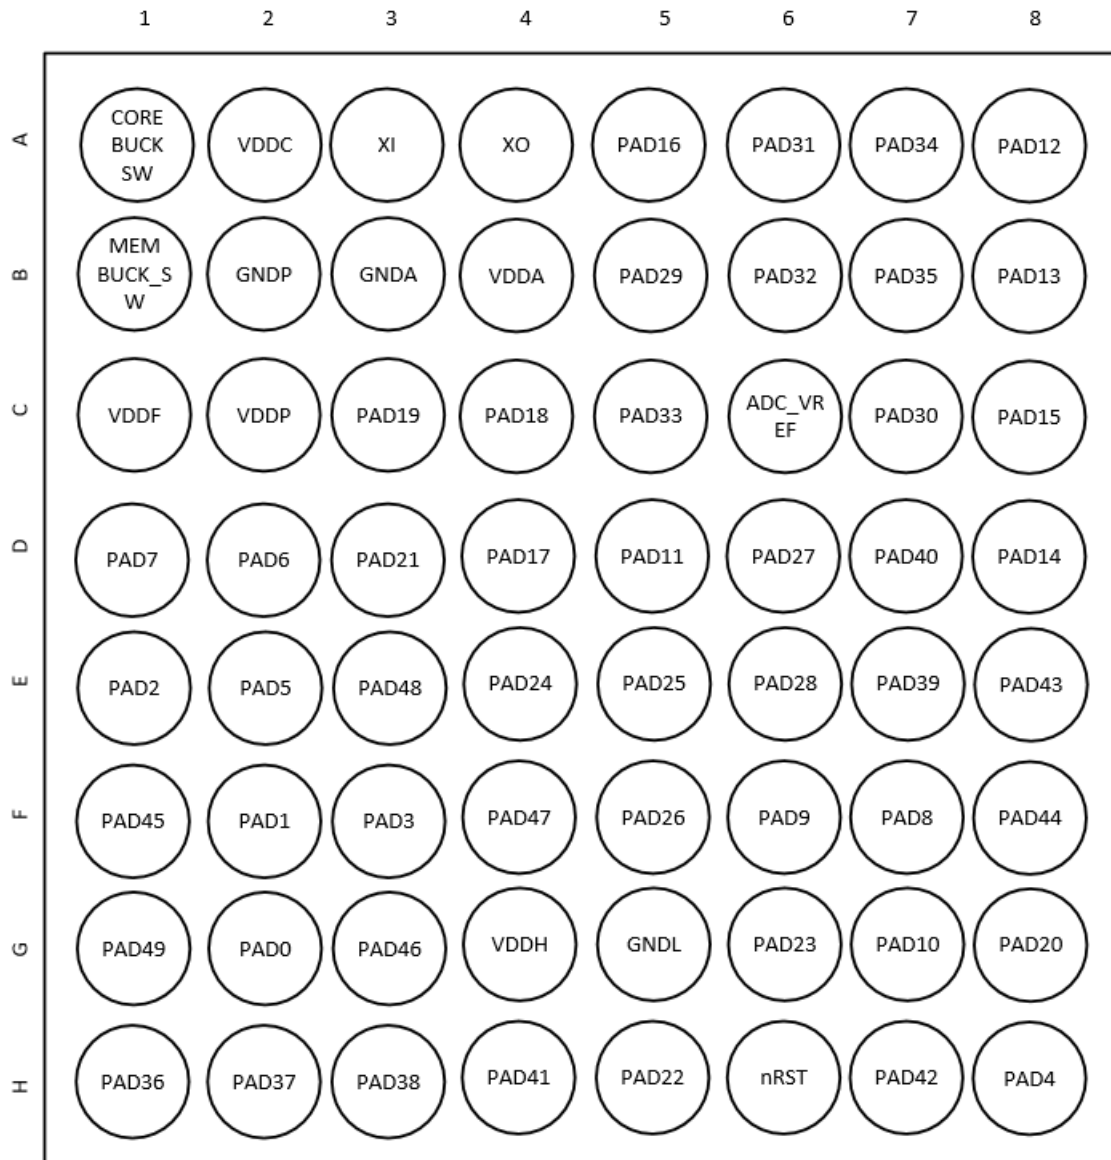 1 2 3 4 5 6 7 8
A
CORE
BUCK
SW
VDDC XI XO PAD16 PAD31 PAD34 PAD12
B
MEM
BUCK_S
W
GNDP GNDA VDDA PAD29 PAD32 PAD35 PAD13
C
VDDF VDDP PAD19 PAD18 PAD33
ADC_VR
EF
PAD30 PAD15
D
PAD7 PAD6 PAD21 PAD17 PAD11 PAD27 PAD40 PAD14
E
PAD2 PAD5 PAD48 PAD24 PAD25 PAD28 PAD39 PAD43
F
PAD45 PAD1 PAD3 PAD47 PAD26 PAD9 PAD8 PAD44
G
PAD49 PAD0 PAD46 VDDH GNDL PAD23 PAD10 PAD20
H
PAD36 PAD37 PAD38 PAD41 PAD22 nRST PAD42 PAD4